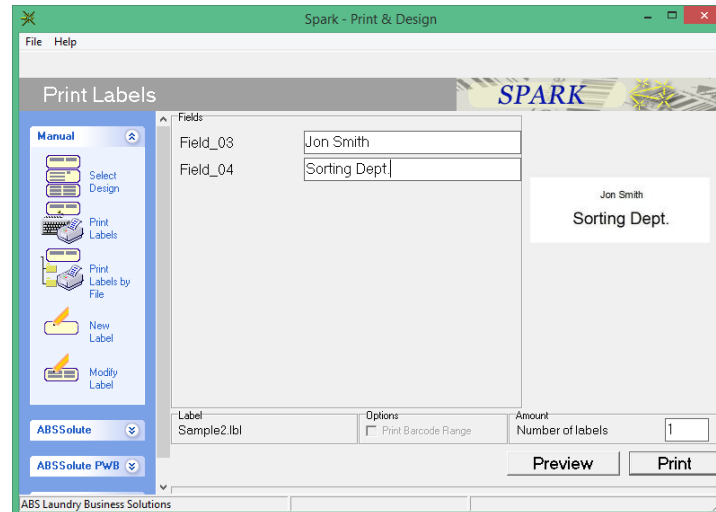 Spark - Print & Design
File Help
Print Labels
SPARK
Manual
Select
Design
Print
Labels
Print
Labels by
File
New
Label
Modify
Label
ABSSolute
ABSSolute PWB
Fields
Field_03 Jon Smith
Field_04 Sorting Dept.
Jon Smith
Sorting Dept.
Label
Sample2.lbl
Options
Print Barcode Range
Amount
Number of labels 1
Preview Print
ABS Laundry Business Solutions